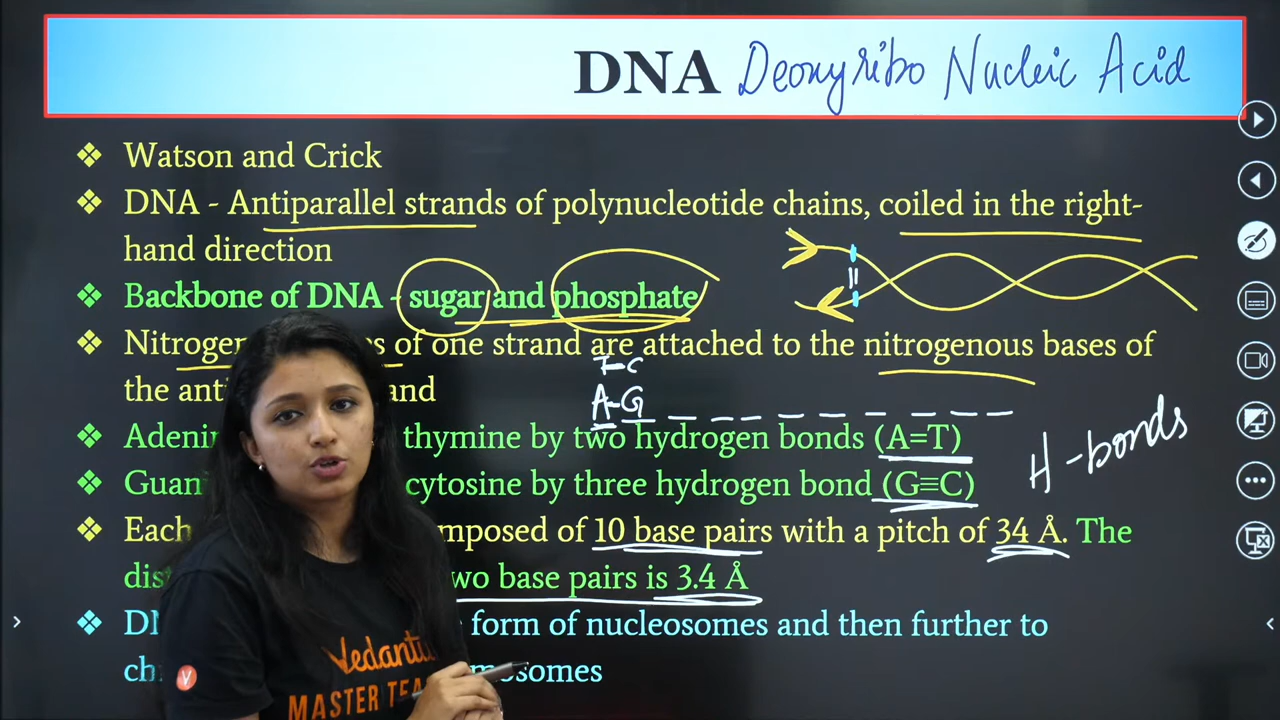 DNA Deoxyribo Nucleic Acid
❖ Watson and Crick
❖ DNA - Antiparallel strands of polynucleotide chains, coiled in the right-
hand direction
❖ Backbone of DNA - sugar and phosphate
❖ Nitrogen s of one strand are attached to the nitrogenous bases of
T-C
the anti and
A-G
❖ Adenin thymine by two hydrogen bonds (A=T)
H-bonds
❖ Guani cytosine by three hydrogen bond (G≡C)
❖ Each mposed of 10 base pairs with a pitch of 34 Å. The
dis wo base pairs is 3.4 Å
❖ DN form of nucleosomes and then further to
ch mosomes
Vedantu
MASTER TEA
V